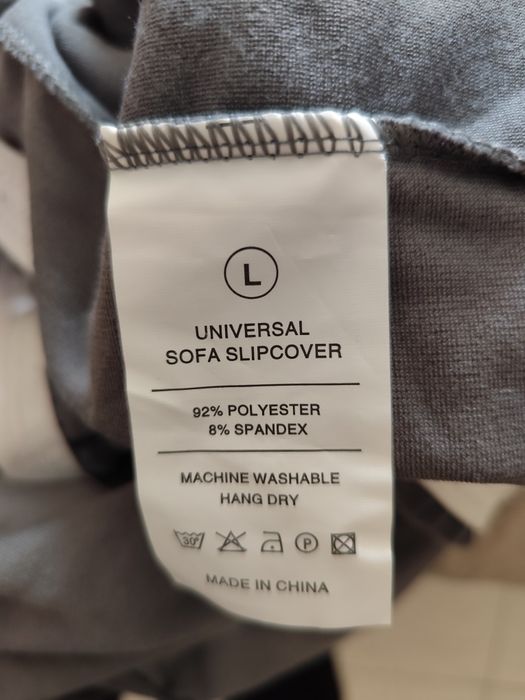 L
UNIVERSAL
SOFA SLIPCOVER
92% POLYESTER
8% SPANDEX
MACHINE WASHABLE
HANG DRY
30° P
MADE IN CHINA